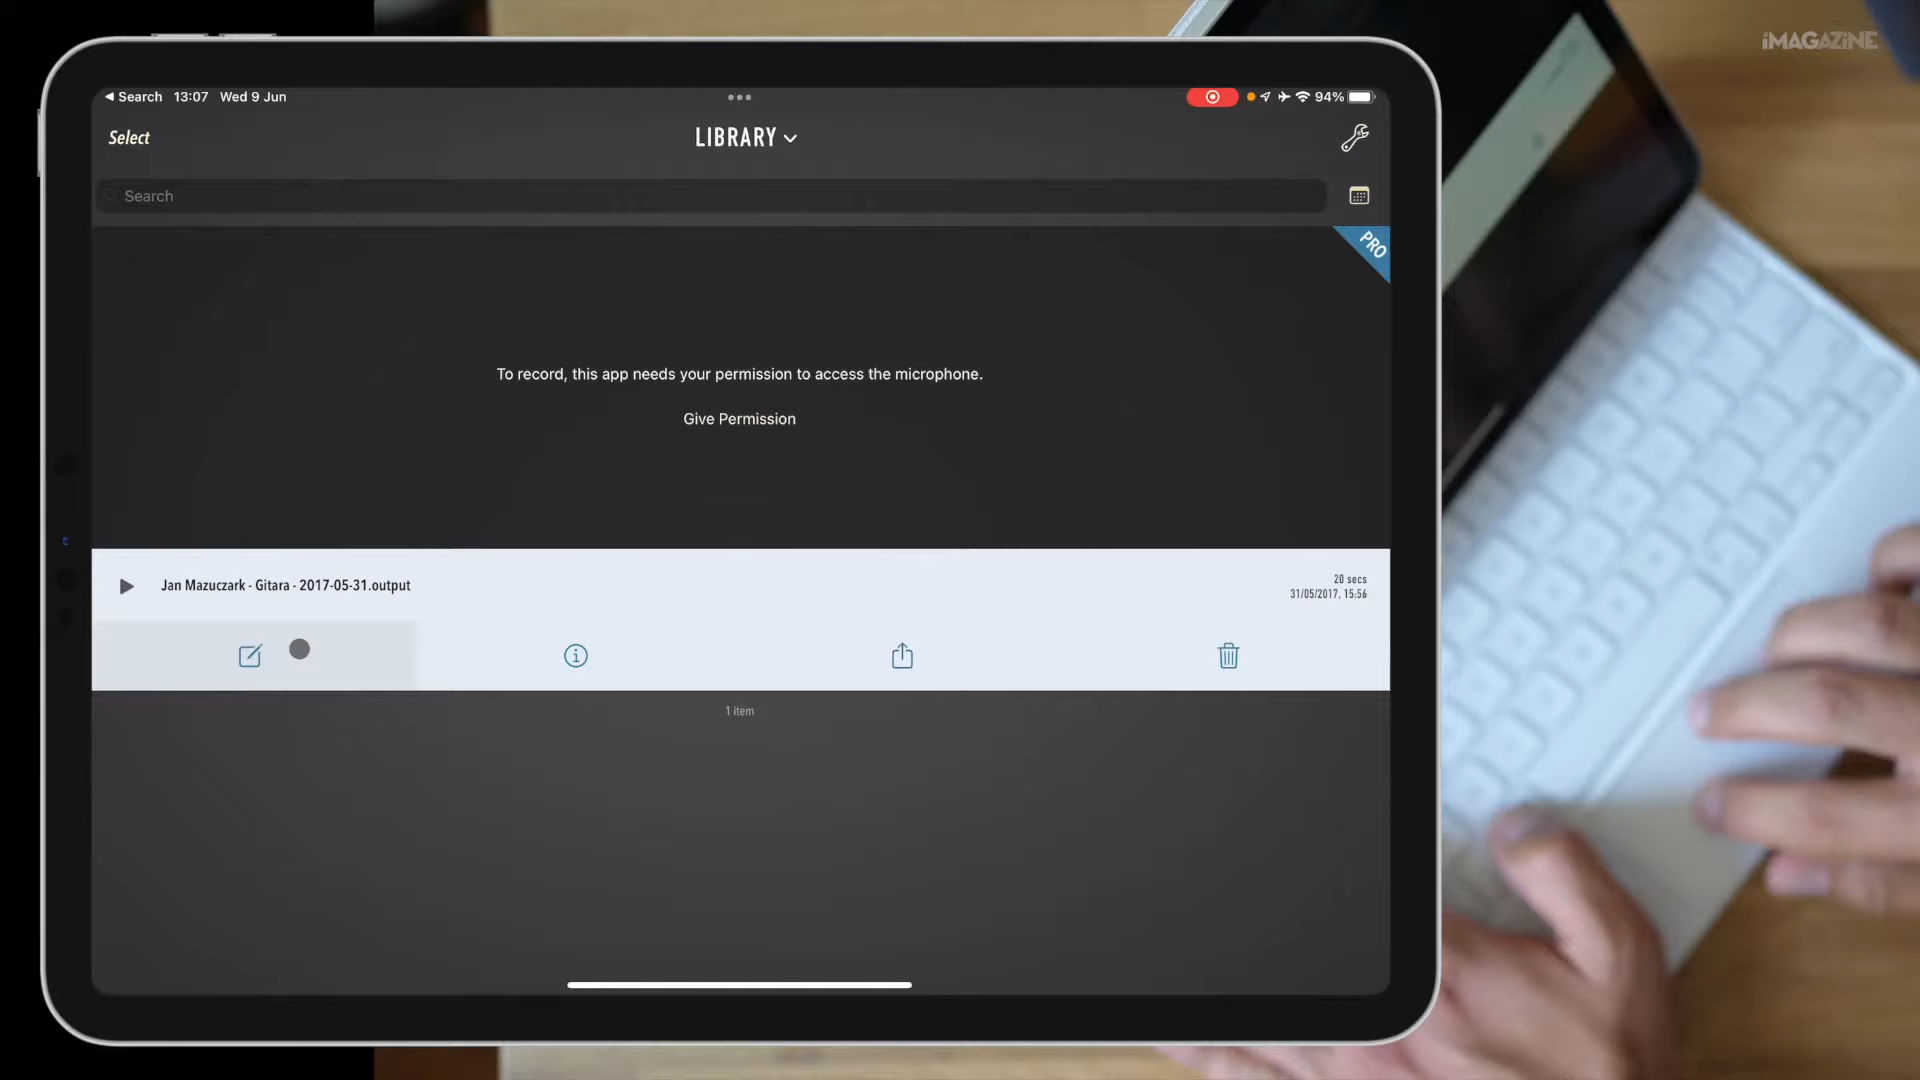 iMAGAZINE
◀ Search 13:07 Wed 9 Jun
94%
Select
LIBRARY
Search
PRO
To record, this app needs your permission to access the microphone.
Give Permission
Jan Mazuczark - Gitara - 2017-05-31.output
20 secs
31/05/2017, 15:56
1 item